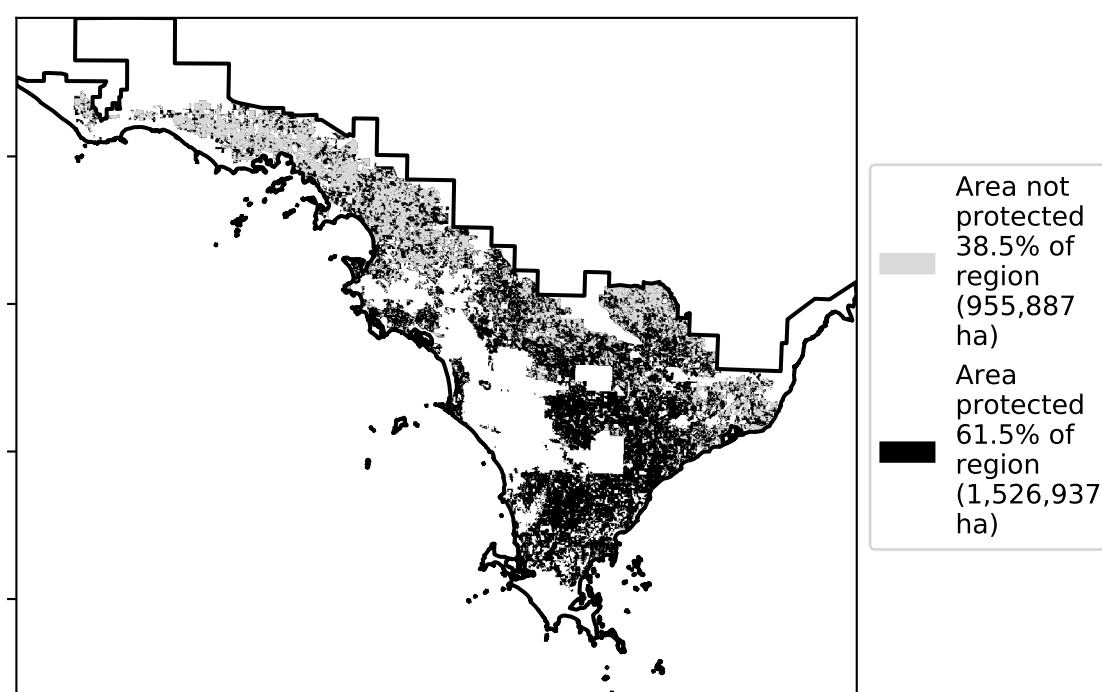 Area not
protected
38.5% of
region
(955,887
ha)
Area
protected
61.5% of
region
(1,526,937
ha)